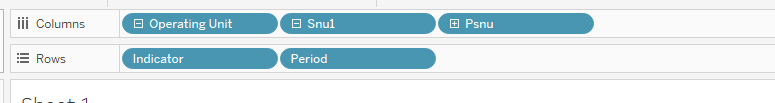 Columns Operating Unit Snu1 Psnu
Rows Indicator Period
Sheet 1